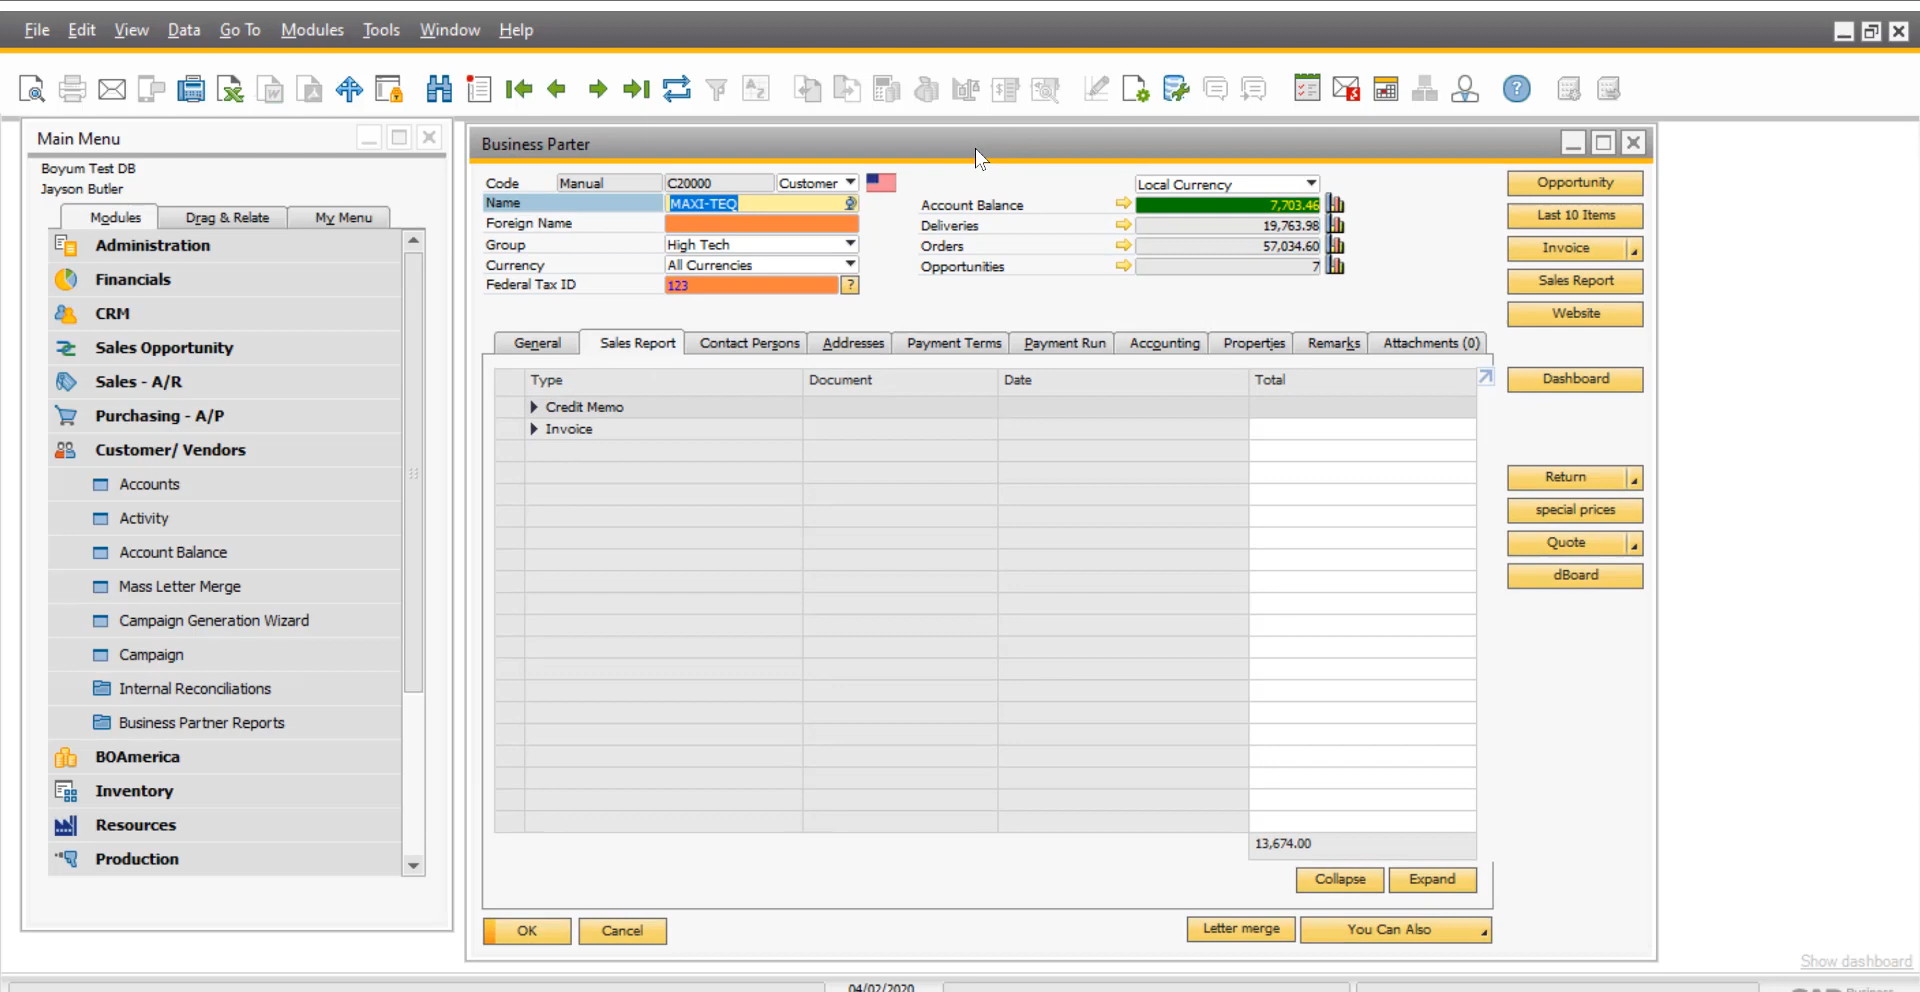 File Edit View Data Go To Modules Tools Window Help
Main Menu
Boyum Test DB
Jayson Butler
Modules Drag & Relate My Menu
Administration
Financials
CRM
Sales Opportunity
Sales - A/R
Purchasing - A/P
Customer/ Vendors
Accounts
Activity
Account Balance
Mass Letter Merge
Campaign Generation Wizard
Campaign
Internal Reconciliations
Business Partner Reports
BOAmerica
Inventory
Resources
Production
Business Parter
Code Manual C20000 Customer
Name MAXI-TEQ
Foreign Name
Group High Tech
Currency All Currencies
Federal Tax ID 123 ?
Local Currency
Account Balance 7,703.46
Deliveries 19,763.98
Orders 57,034.60
Opportunities 7
General Sales Report Contact Persons Addresses Payment Terms Payment Run Accounting Properties Remarks Attachments (0)
Type Document Date Total
Credit Memo
Invoice
13,674.00
Collapse Expand
OK Cancel Letter merge You Can Also
Opportunity
Last 10 Items
Invoice
Sales Report
Website
Dashboard
Return
special prices
Quote
dBoard
Show dashboard
04/02/2020